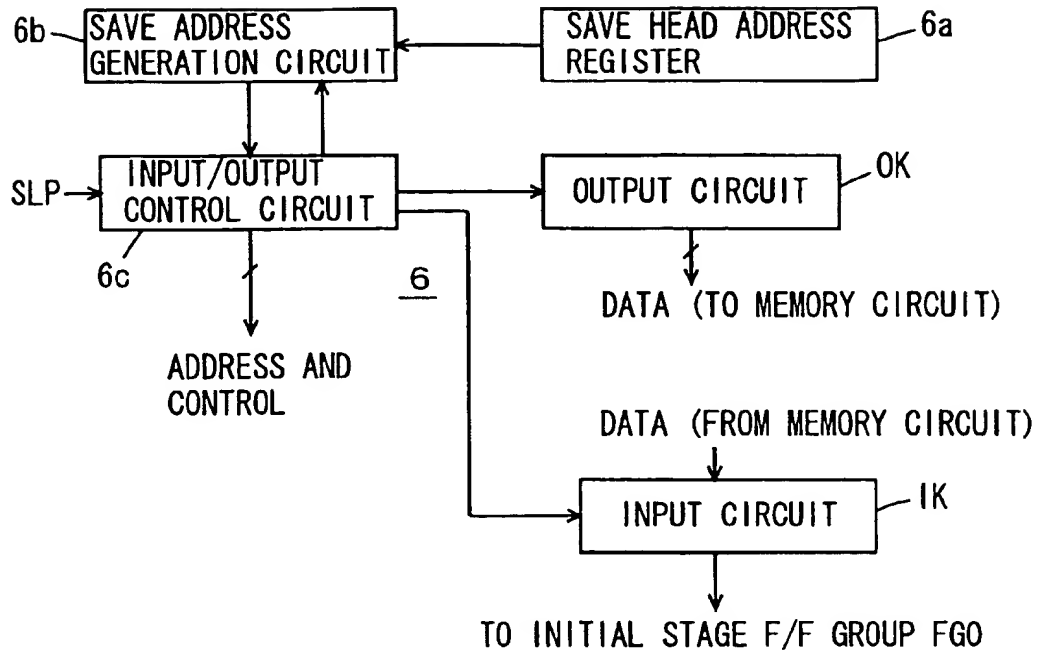 6b
SAVE ADDRESS
GENERATION CIRCUIT
SAVE HEAD ADDRESS
REGISTER
6a
SLP
INPUT/OUTPUT
CONTROL CIRCUIT
6c
OUTPUT CIRCUIT
OK
6
DATA (TO MEMORY CIRCUIT)
ADDRESS AND
CONTROL
DATA (FROM MEMORY CIRCUIT)
INPUT CIRCUIT
IK
TO INITIAL STAGE F/F GROUP FGO